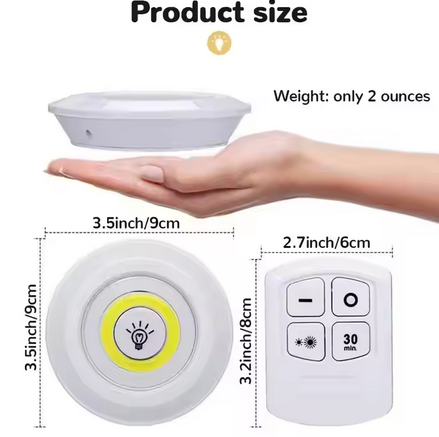 Product size
Weight: only 2 ounces
3.5inch/9cm
2.7inch/6cm
3.5inch/9cm
3.2inch/8cm
30
min.